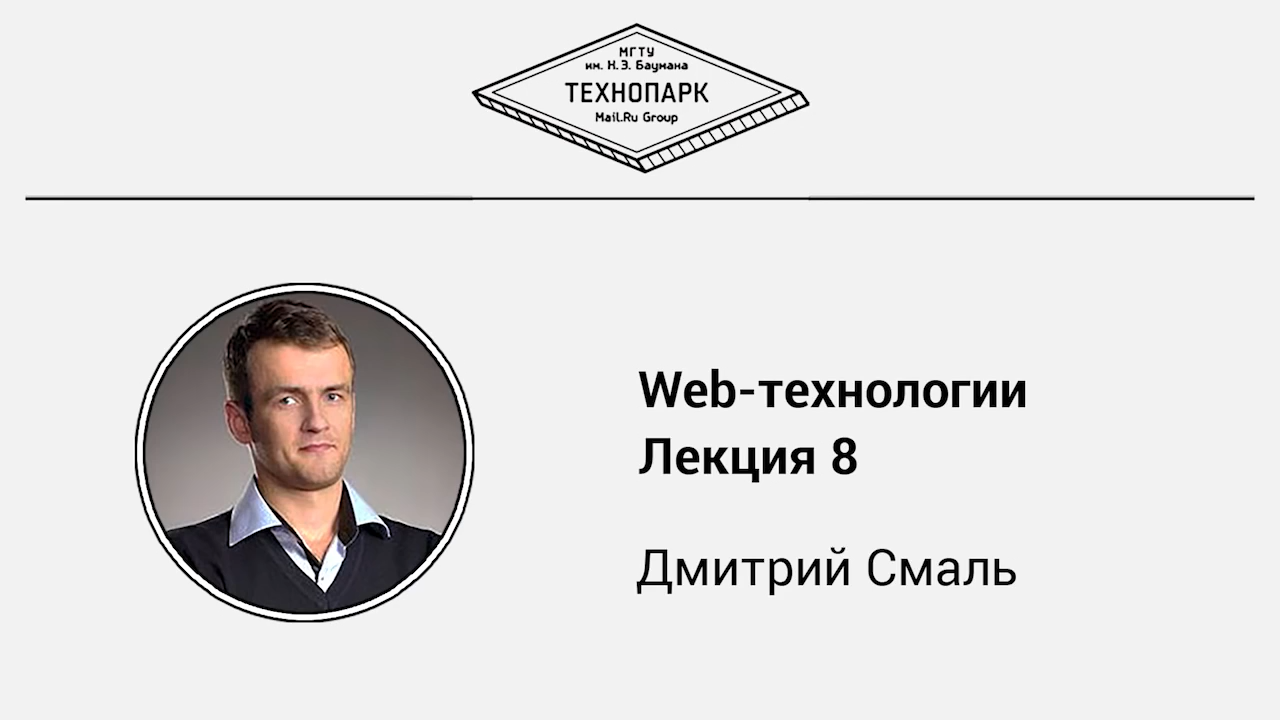 МГТУ
им. Н.Э. Баумана
ТЕХНОПАРК
Mail.Ru Group
Web-технологии
Лекция 8
Дмитрий Смаль